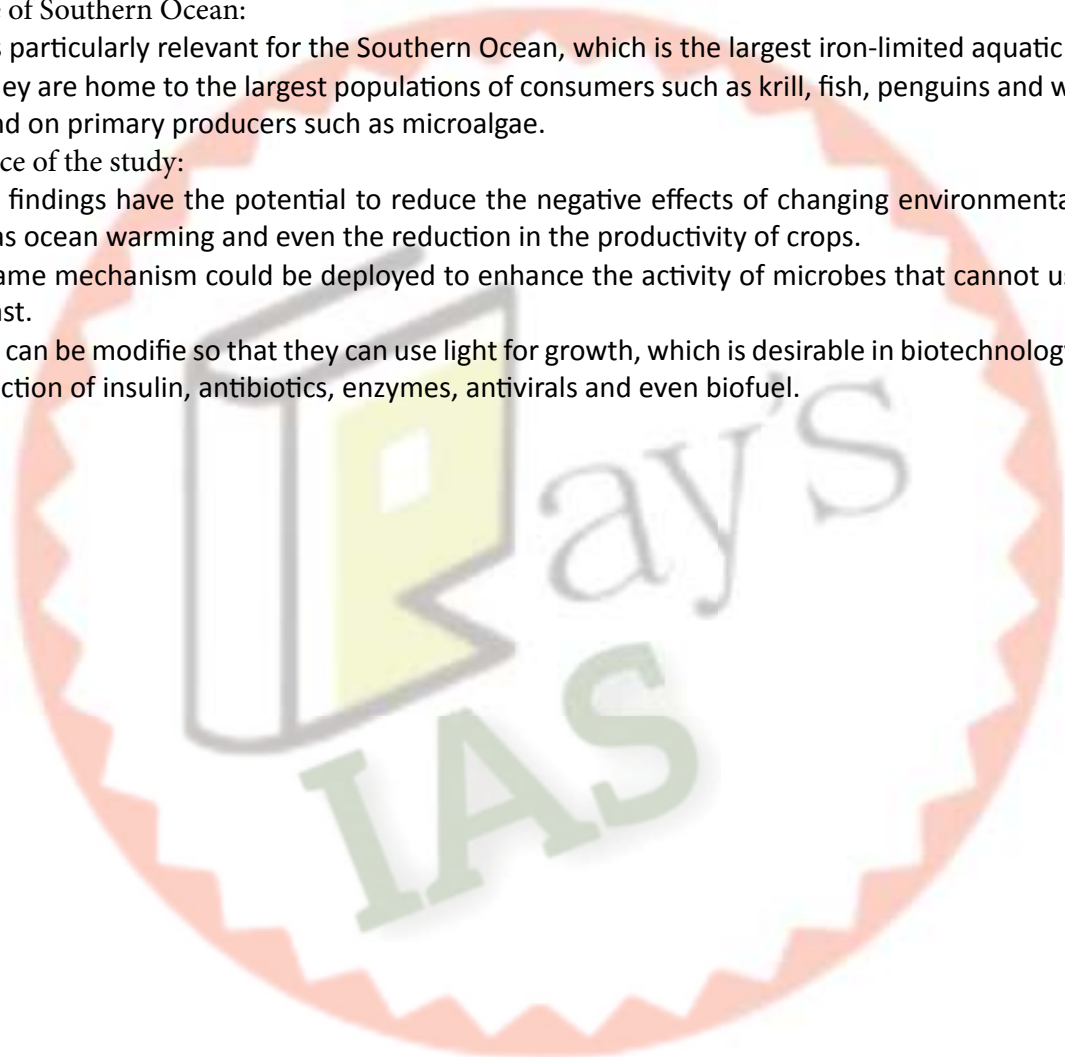 e of Southern Ocean:
s particularly relevant for the Southern Ocean, which is the largest iron-limited aquatic
ey are home to the largest populations of consumers such as krill, fish, penguins and w
nd on primary producers such as microalgae.
ce of the study:
findings have the potential to reduce the negative effects of changing environmenta
as ocean warming and even the reduction in the productivity of crops.
ame mechanism could be deployed to enhance the activity of microbes that cannot us
ast.
can be modifie so that they can use light for growth, which is desirable in biotechnology
ction of insulin, antibiotics, enzymes, antivirals and even biofuel.
ay's
IAS